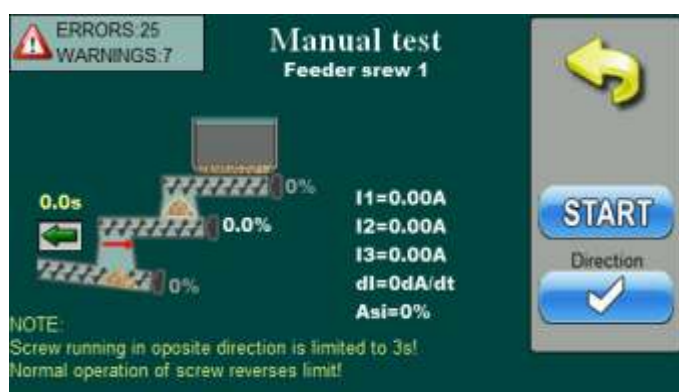 ERRORS:25
WARNINGS:7
Manual test
Feeder srew 1
0%
0.0s
0.0%
0%
I1=0.00A
I2=0.00A
I3=0.00A
dI=0dA/dt
Asi=0%
START
Direction
NOTE:
Screw running in oposite direction is limited to 3s!
Normal operation of screw reverses limit!